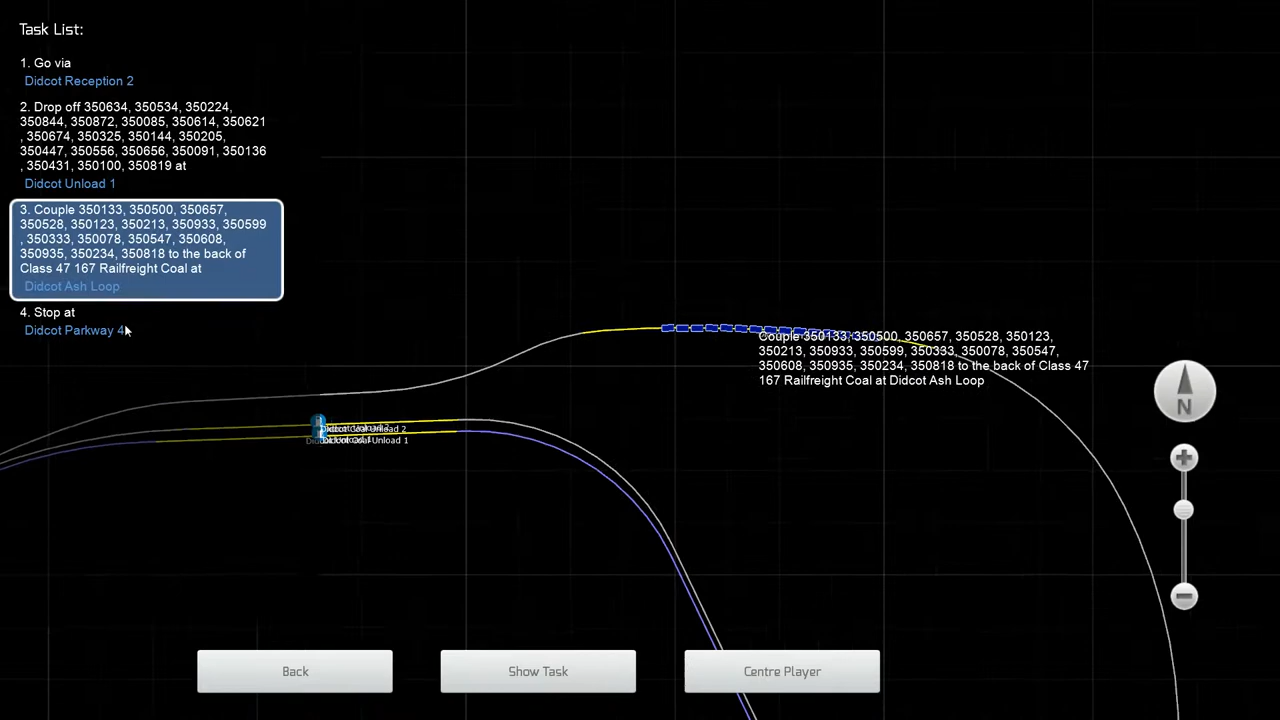 Task List:
1. Go via
Didcot Reception 2
2. Drop off 350634, 350534, 350224,
350844, 350872, 350085, 350614, 350621
, 350674, 350325, 350144, 350205,
350447, 350556, 350656, 350091, 350136
, 350431, 350100, 350819 at
Didcot Unload 1
3. Couple 350133, 350500, 350657,
350528, 350123, 350213, 350933, 350599
, 350333, 350078, 350547, 350608,
350935, 350234, 350818 to the back of
Class 47 167 Railfreight Coal at
Didcot Ash Loop
4. Stop at
Didcot Parkway 4
Couple 350133, 350500, 350657, 350528, 350123,
350213, 350933, 350599, 350333, 350078, 350547,
350608, 350935, 350234, 350818 to the back of Class 47
167 Railfreight Coal at Didcot Ash Loop
Unload 2
Unload 1
N
Back
Show Task
Centre Player